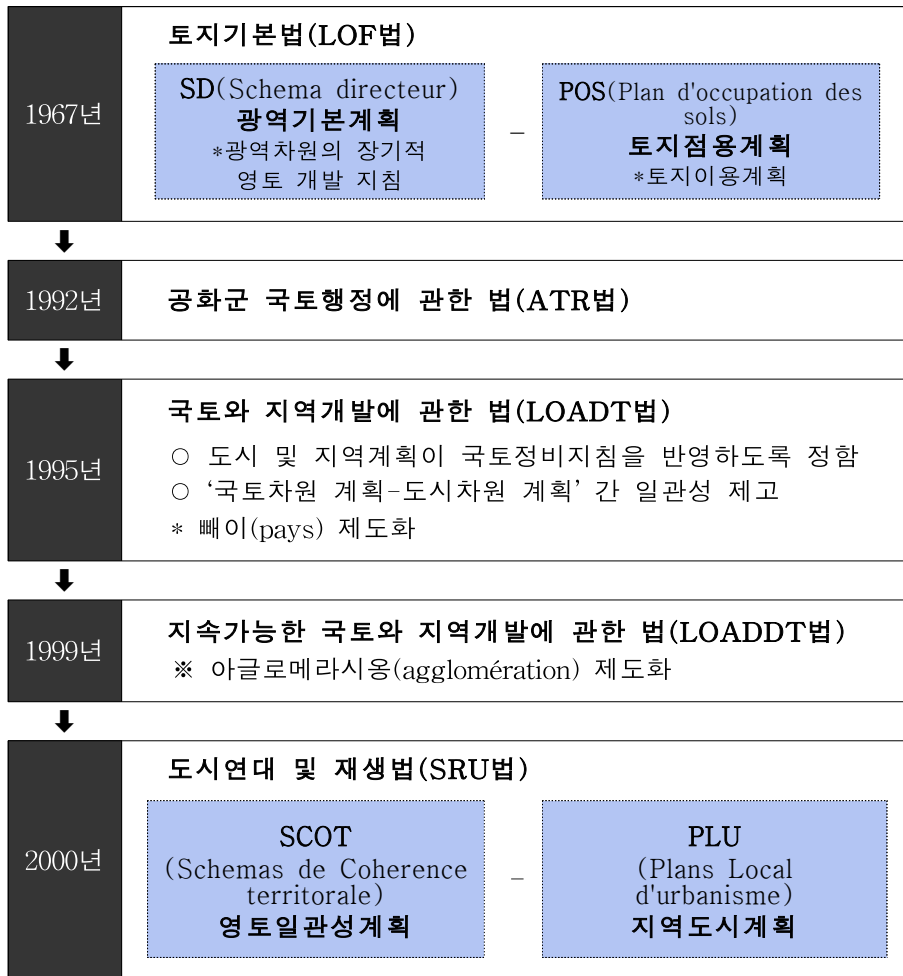 1967년
토지기본법(LOF법)
SD(Schema directeur)
광역기본계획
*광역차원의 장기적
영토 개발 지침
–
POS(Plan d'occupation des
sols)
토지점용계획
*토지이용계획
1992년
공화군 국토행정에 관한 법(ATR법)
1995년
국토와 지역개발에 관한 법(LOADT법)
○ 도시 및 지역계획이 국토정비지침을 반영하도록 정함
○ ‘국토차원 계획-도시차원 계획’ 간 일관성 제고
* 빼이(pays) 제도화
1999년
지속가능한 국토와 지역개발에 관한 법(LOADDT법)
※ 아글로메라시옹(agglomération) 제도화
2000년
도시연대 및 재생법(SRU법)
SCOT
(Schemas de Coherence
territorale)
영토일관성계획
–
PLU
(Plans Local
d'urbanisme)
지역도시계획